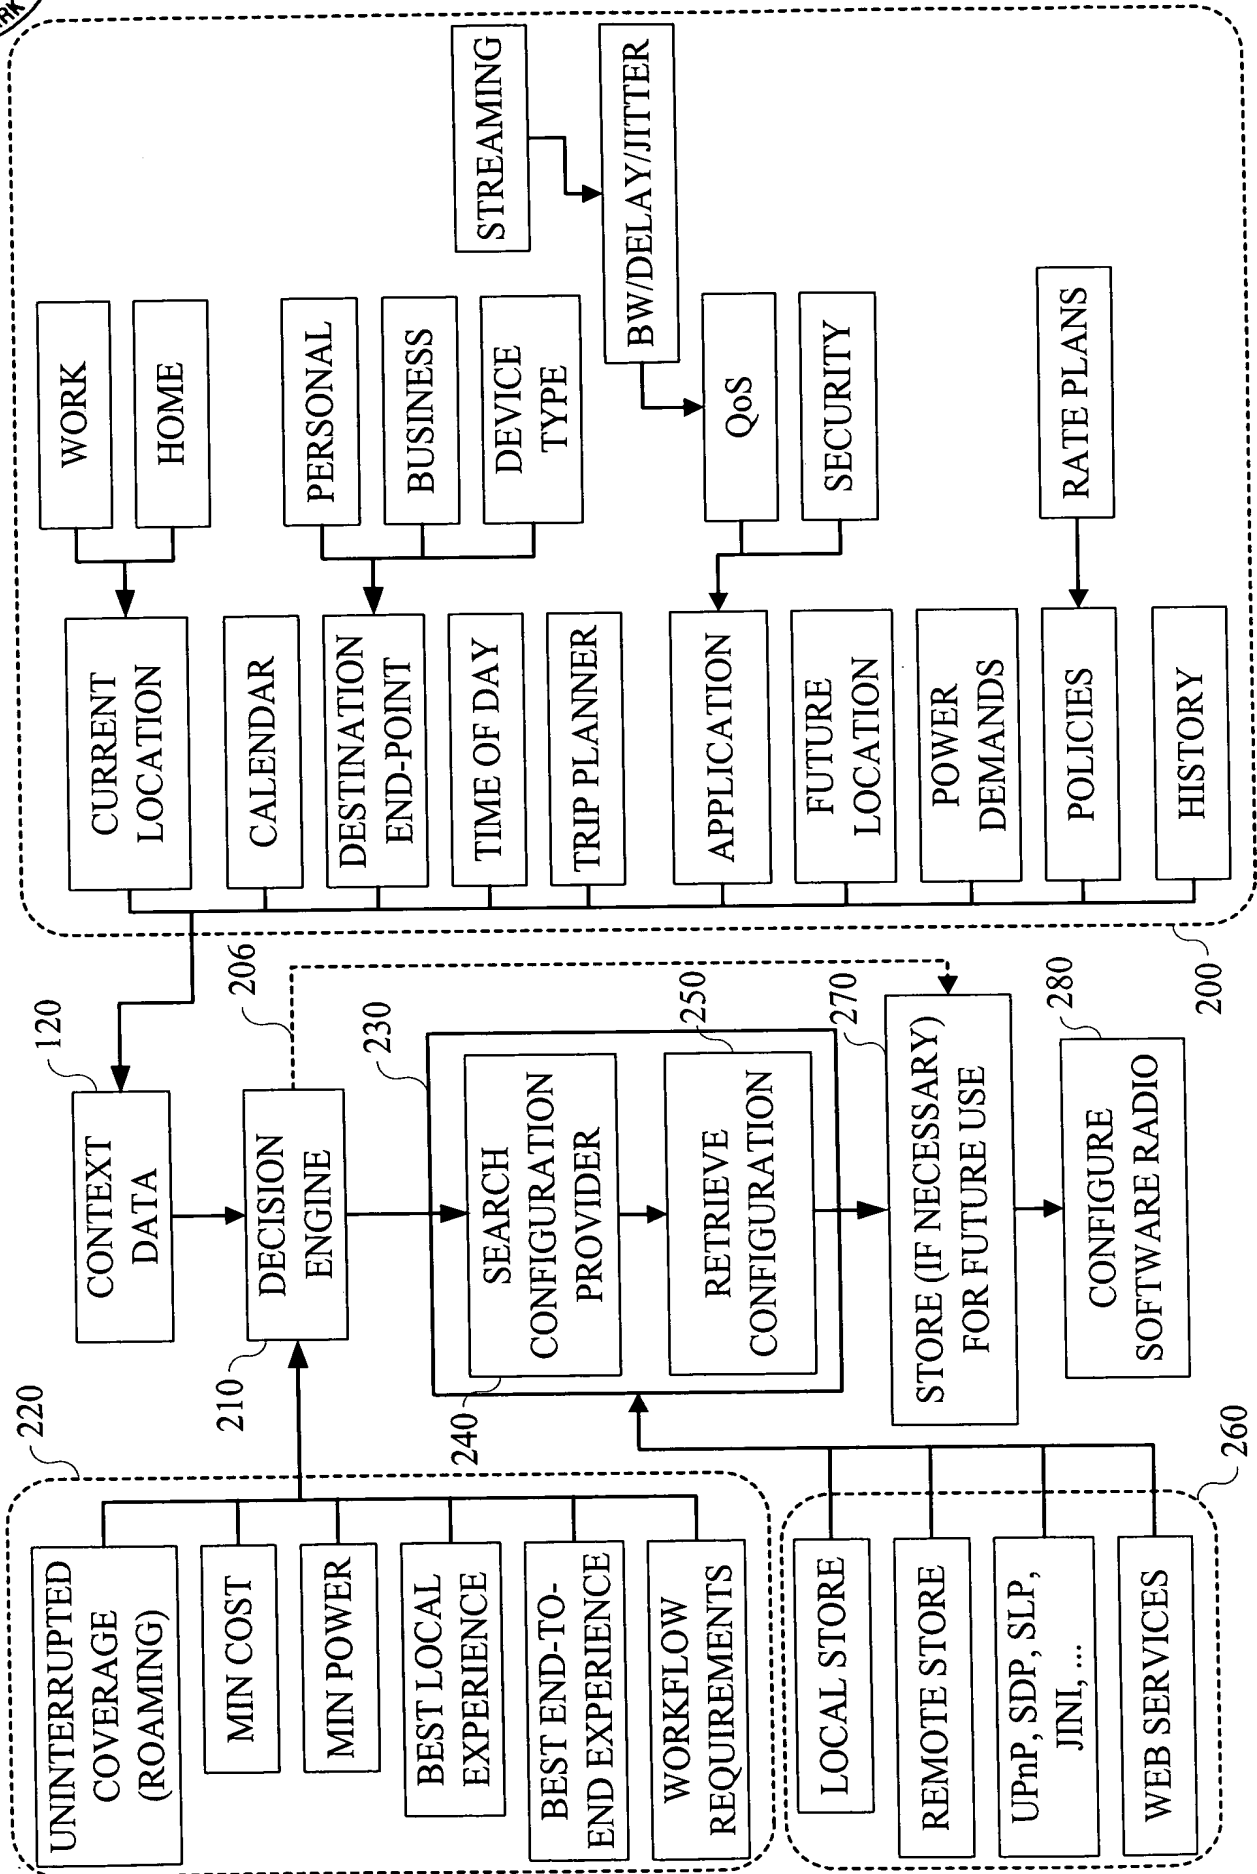 RK
220
UNINTERRUPTED
COVERAGE
(ROAMING)
MIN COST
MIN POWER
BEST LOCAL
EXPERIENCE
BEST END-TO-
END EXPERIENCE
WORKFLOW
REQUIREMENTS
LOCAL STORE
REMOTE STORE
UPnP, SDP, SLP,
JINI, ...
WEB SERVICES
260
120
CONTEXT
DATA
206
210
DECISION
ENGINE
230
240
SEARCH
CONFIGURATION
PROVIDER
250
RETRIEVE
CONFIGURATION
270
STORE (IF NECESSARY)
FOR FUTURE USE
280
CONFIGURE
SOFTWARE RADIO
200
CURRENT
LOCATION
CALENDAR
DESTINATION
END-POINT
TIME OF DAY
TRIP PLANNER
APPLICATION
FUTURE
LOCATION
POWER
DEMANDS
POLICIES
HISTORY
WORK
HOME
PERSONAL
BUSINESS
DEVICE
TYPE
QoS
SECURITY
RATE PLANS
STREAMING
BW/DELAY/JITTER